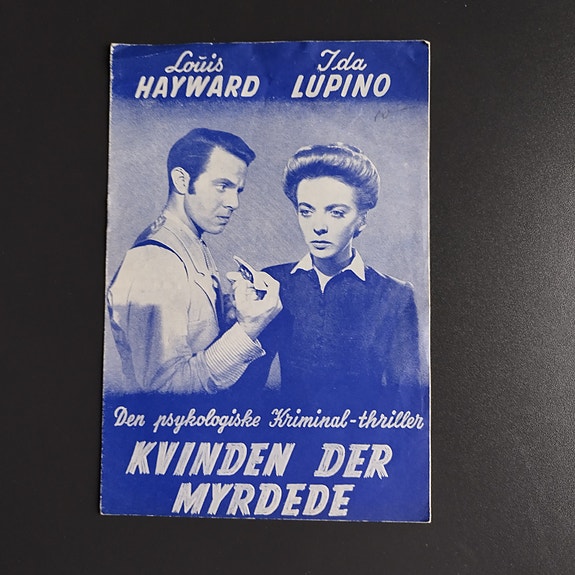 Louis Ida
HAYWARD LUPINO
Den psykologiske Kriminal-thriller
KVINDEN DER
MYRDEDE